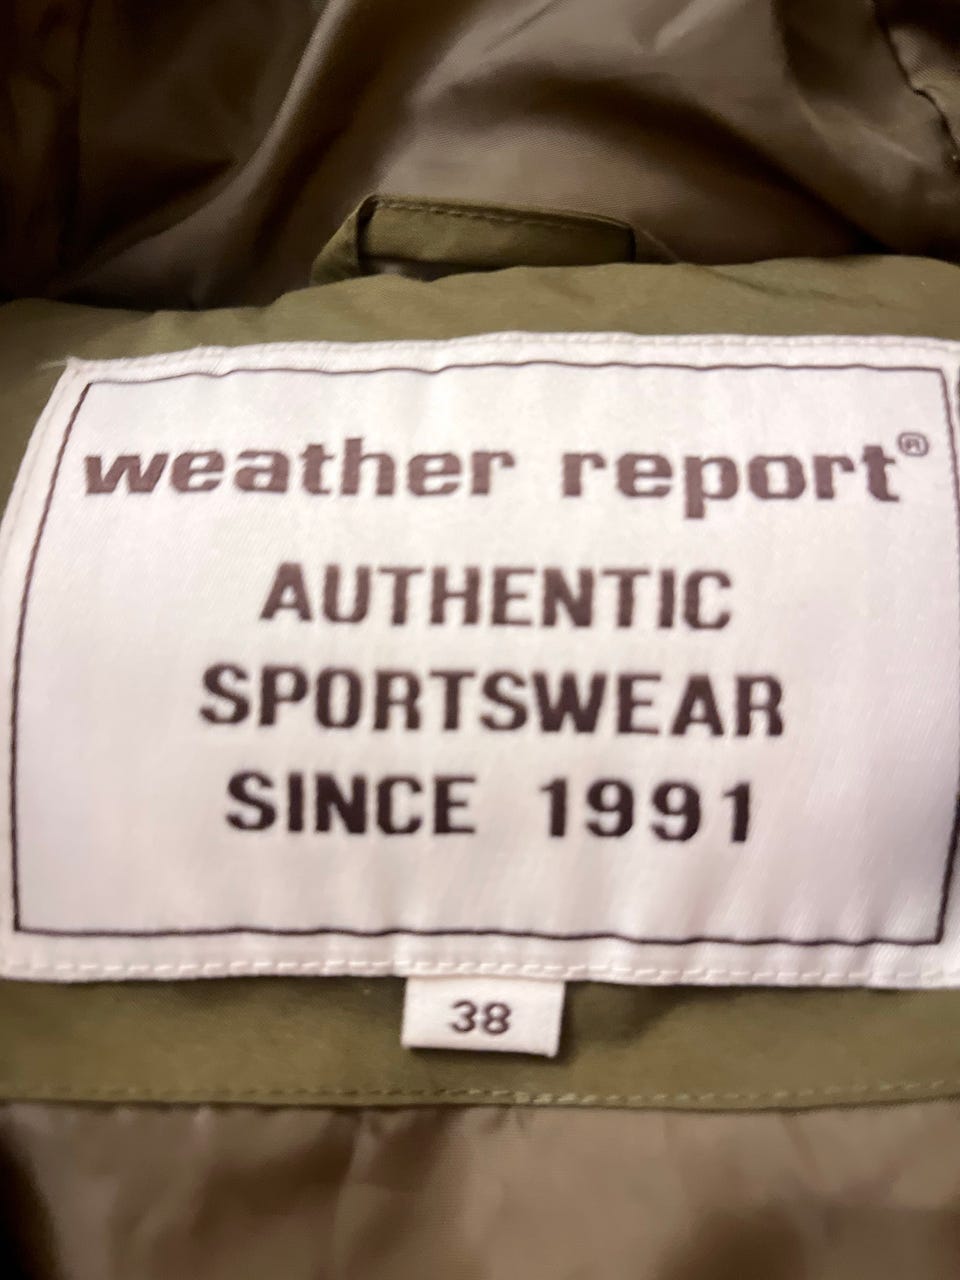 weather report®
AUTHENTIC
SPORTSWEAR
SINCE 1991
38